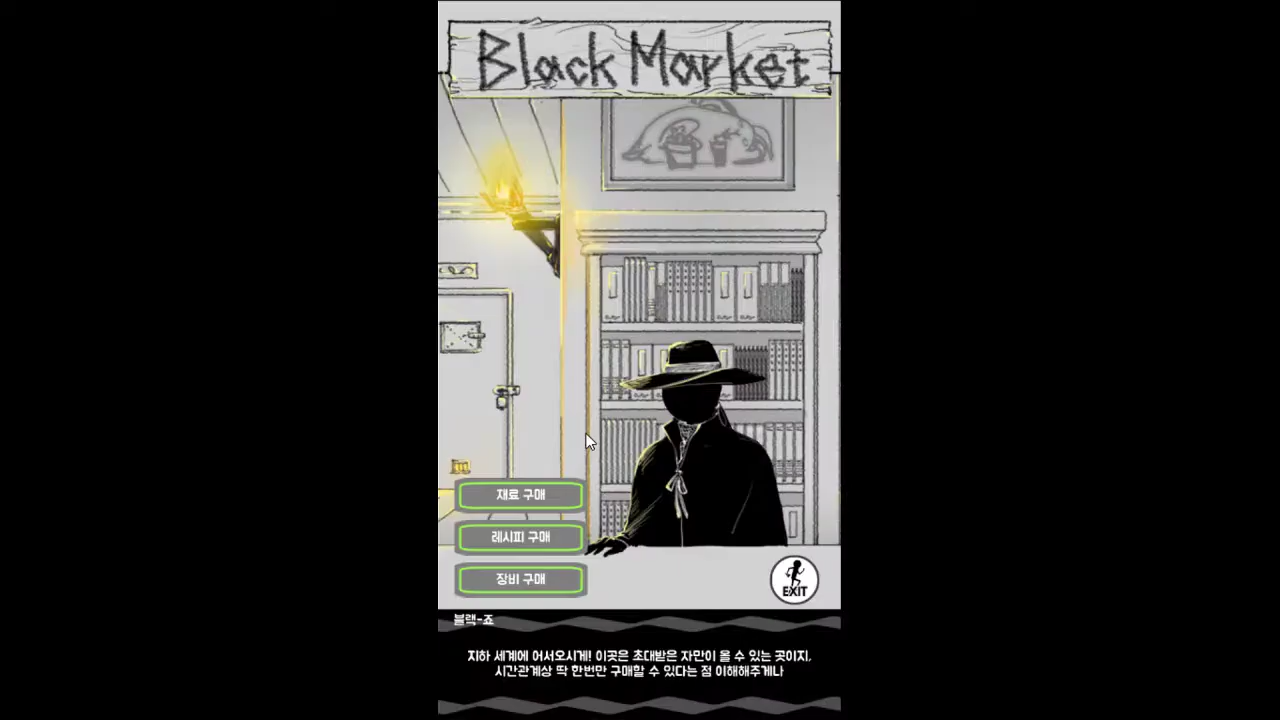 Black Market
재료 구매
레시피 구매
장비 구매
EXIT
블랙-죠
지하 세계에 어서오시게! 이곳은 초대받은 자만이 올 수 있는 곳이지,
시간관계상 딱 한번만 구매할 수 있다는 점 이해해주게나